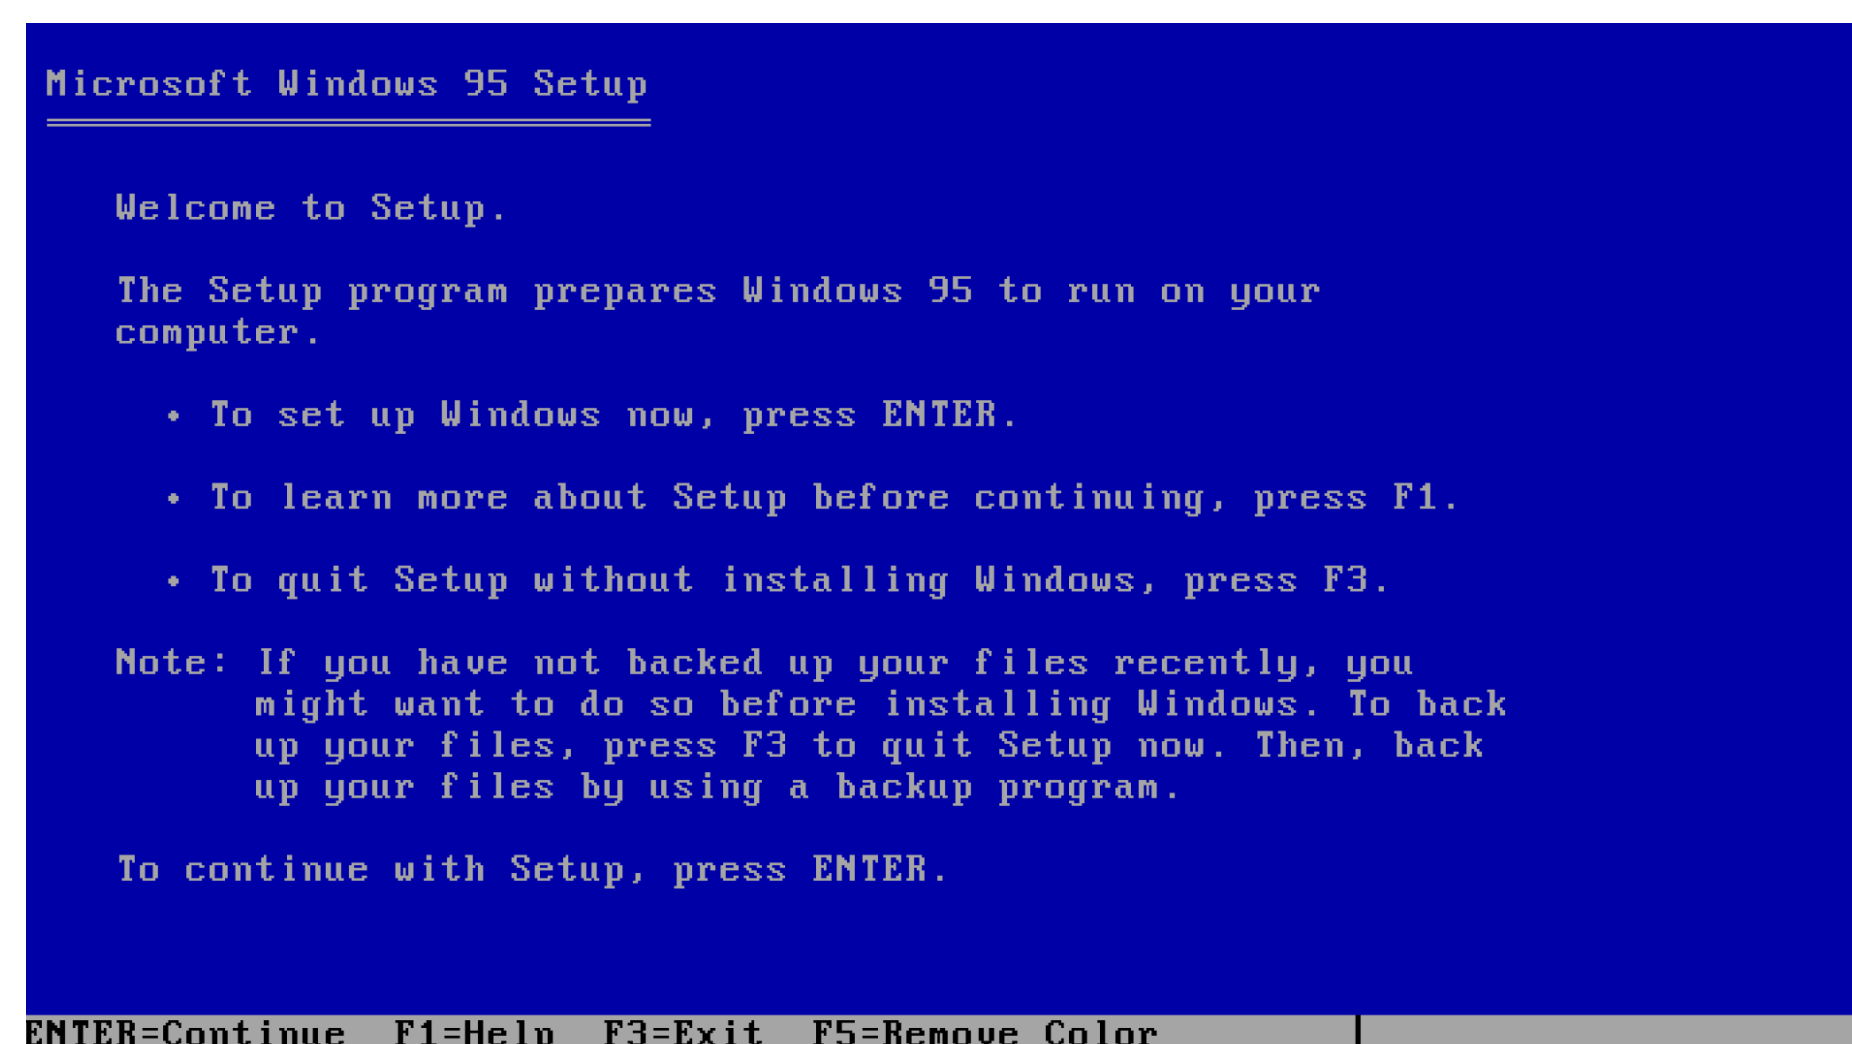 Microsoft Windows 95 Setup
Welcome to Setup.
The Setup program prepares Windows 95 to run on your
computer.
• To set up Windows now, press ENTER.
• To learn more about Setup before continuing, press F1.
• To quit Setup without installing Windows, press F3.
Note: If you have not backed up your files recently, you
might want to do so before installing Windows. To back
up your files, press F3 to quit Setup now. Then, back
up your files by using a backup program.
To continue with Setup, press ENTER.
ENTER=Continue F1=Help F3=Exit F5=Remove Color |